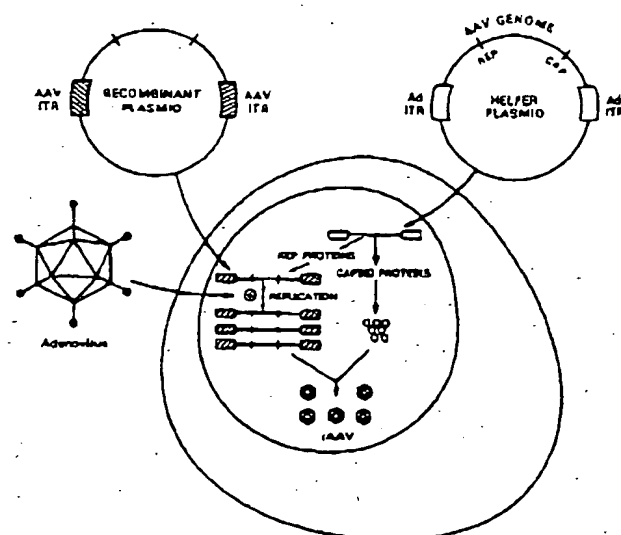 AAV GENOME
REP
CAP
AAV
ITR
RECOMBINANT
PLASMID
AAV
ITR
Ad
ITR
HELPER
PLASMID
Ad
ITR
REP PROTEINS
CAPSID PROTEINS
REPLICATION
Adenovirus
rAAV